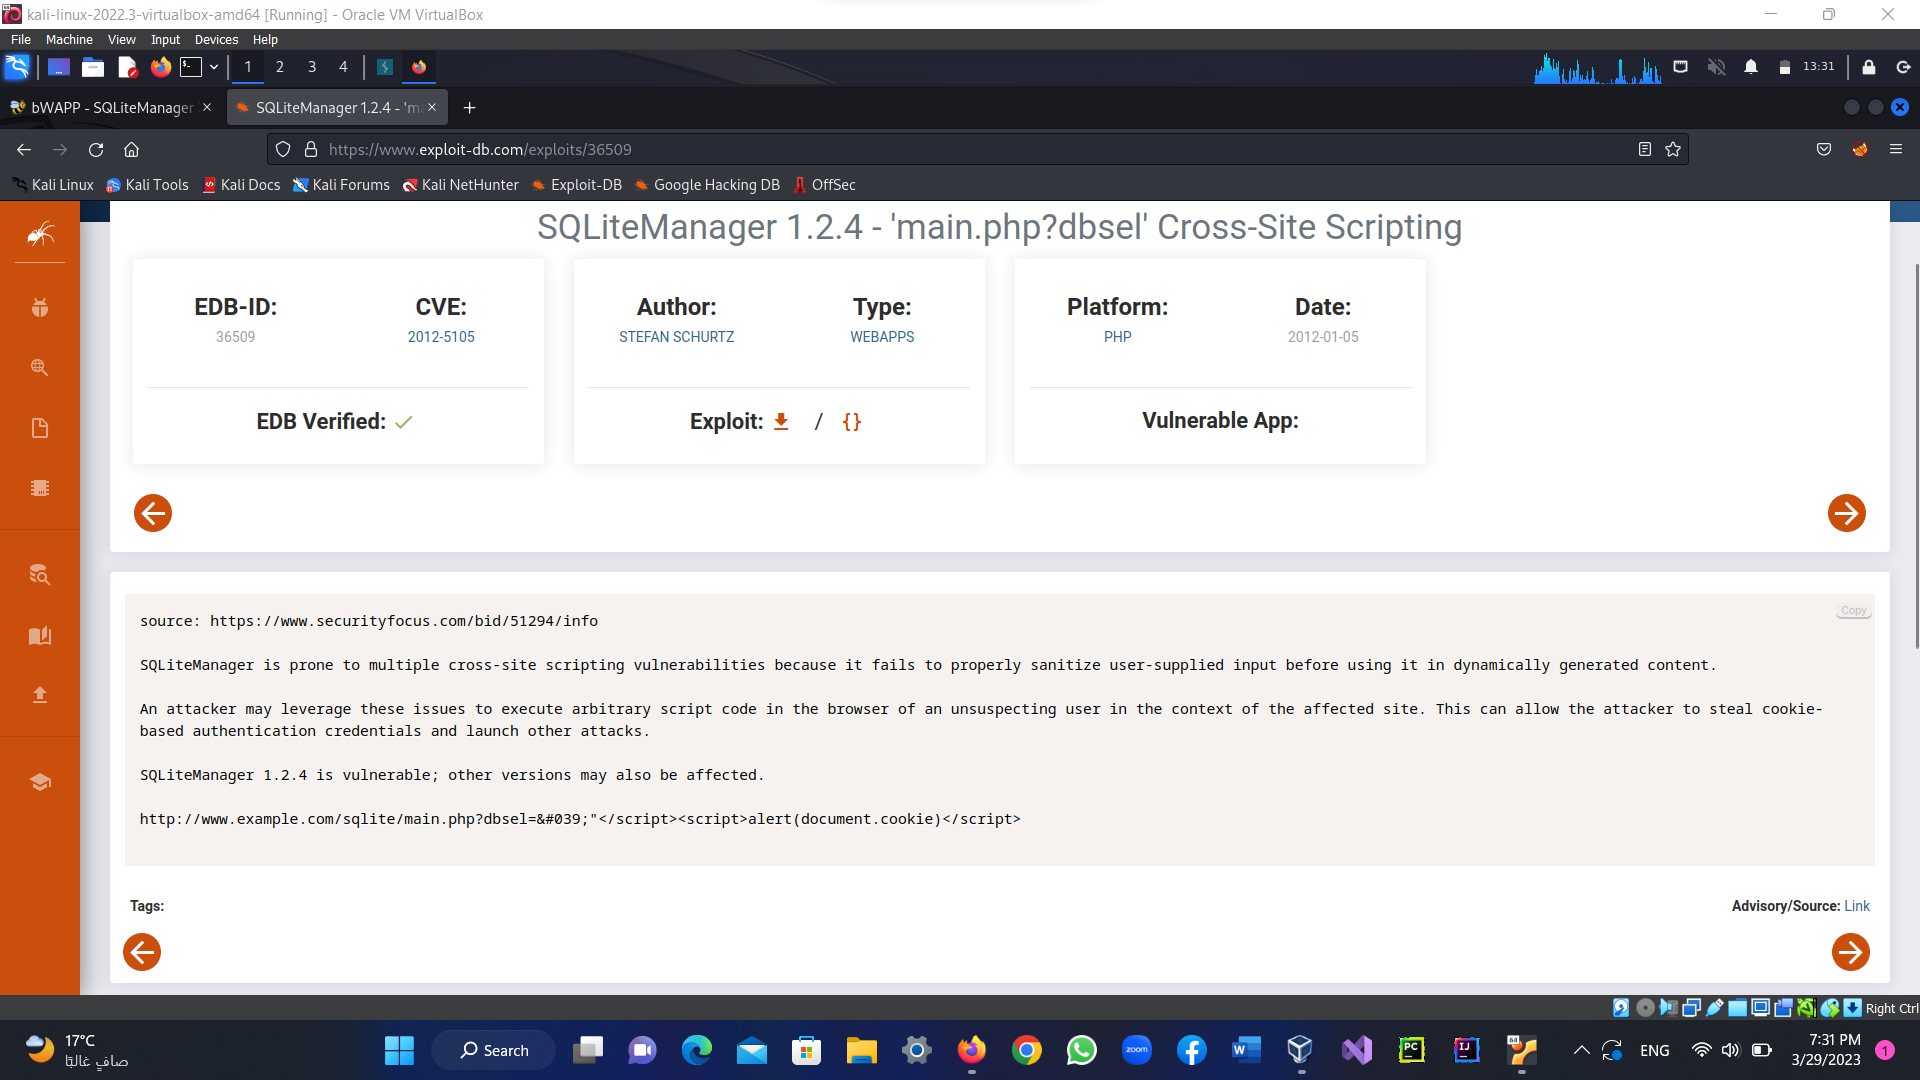 kali-linux-2022.3-virtualbox-amd64 [Running] - Oracle VM VirtualBox
File Machine View Input Devices Help
1 2 3 4 13:31
bWAPP - SQLiteManager SQLiteManager 1.2.4 - 'm
https://www.exploit-db.com/exploits/36509
Kali Linux Kali Tools Kali Docs Kali Forums Kali NetHunter Exploit-DB Google Hacking DB OffSec
SQLiteManager 1.2.4 - 'main.php?dbsel' Cross-Site Scripting
EDB-ID: CVE: Author: Type: Platform: Date:
36509 2012-5105 STEFAN SCHURTZ WEBAPPS PHP 2012-01-05
EDB Verified: Exploit: / {} Vulnerable App:
Copy
source: https://www.securityfocus.com/bid/51294/info
SQLiteManager is prone to multiple cross-site scripting vulnerabilities because it fails to properly sanitize user-supplied input before using it in dynamically generated content.
An attacker may leverage these issues to execute arbitrary script code in the browser of an unsuspecting user in the context of the affected site. This can allow the attacker to steal cookie-
based authentication credentials and launch other attacks.
SQLiteManager 1.2.4 is vulnerable; other versions may also be affected.
http://www.example.com/sqlite/main.php?dbsel=&#039;"</script><script>alert(document.cookie)</script>
Tags: Advisory/Source: Link
Right Ctrl
17°C
صافٍ غالبًا
Search
zoom
W
PC
IJ
ENG
7:31 PM
3/29/2023
1